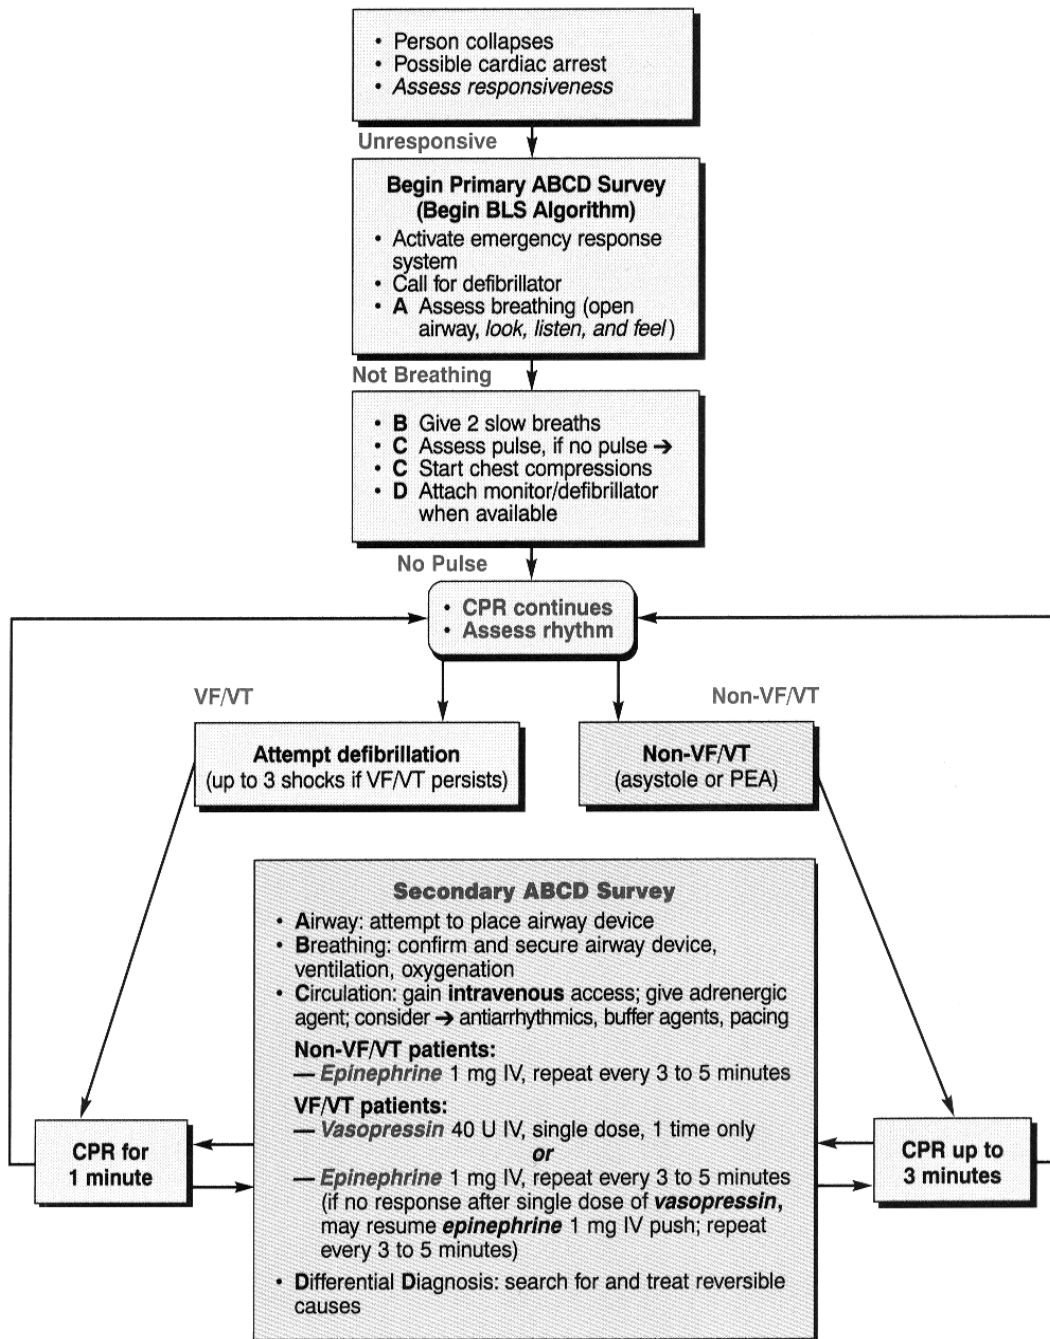 • Person collapses
• Possible cardiac arrest
• Assess responsiveness
Unresponsive
Begin Primary ABCD Survey
(Begin BLS Algorithm)
• Activate emergency response
system
• Call for defibrillator
• A Assess breathing (open
airway, look, listen, and feel)
Not Breathing
• B Give 2 slow breaths
• C Assess pulse, if no pulse ➔
• C Start chest compressions
• D Attach monitor/defibrillator
when available
No Pulse
• CPR continues
• Assess rhythm
VF/VT
Non-VF/VT
Attempt defibrillation
(up to 3 shocks if VF/VT persists)
Non-VF/VT
(asystole or PEA)
Secondary ABCD Survey
• Airway: attempt to place airway device
• Breathing: confirm and secure airway device,
ventilation, oxygenation
• Circulation: gain intravenous access; give adrenergic
agent; consider ➔ antiarrhythmics, buffer agents, pacing
Non-VF/VT patients:
— Epinephrine 1 mg IV, repeat every 3 to 5 minutes
VF/VT patients:
— Vasopressin 40 U IV, single dose, 1 time only
or
— Epinephrine 1 mg IV, repeat every 3 to 5 minutes
(if no response after single dose of vasopressin,
may resume epinephrine 1 mg IV push; repeat
every 3 to 5 minutes)
• Differential Diagnosis: search for and treat reversible
causes
CPR for
1 minute
CPR up to
3 minutes